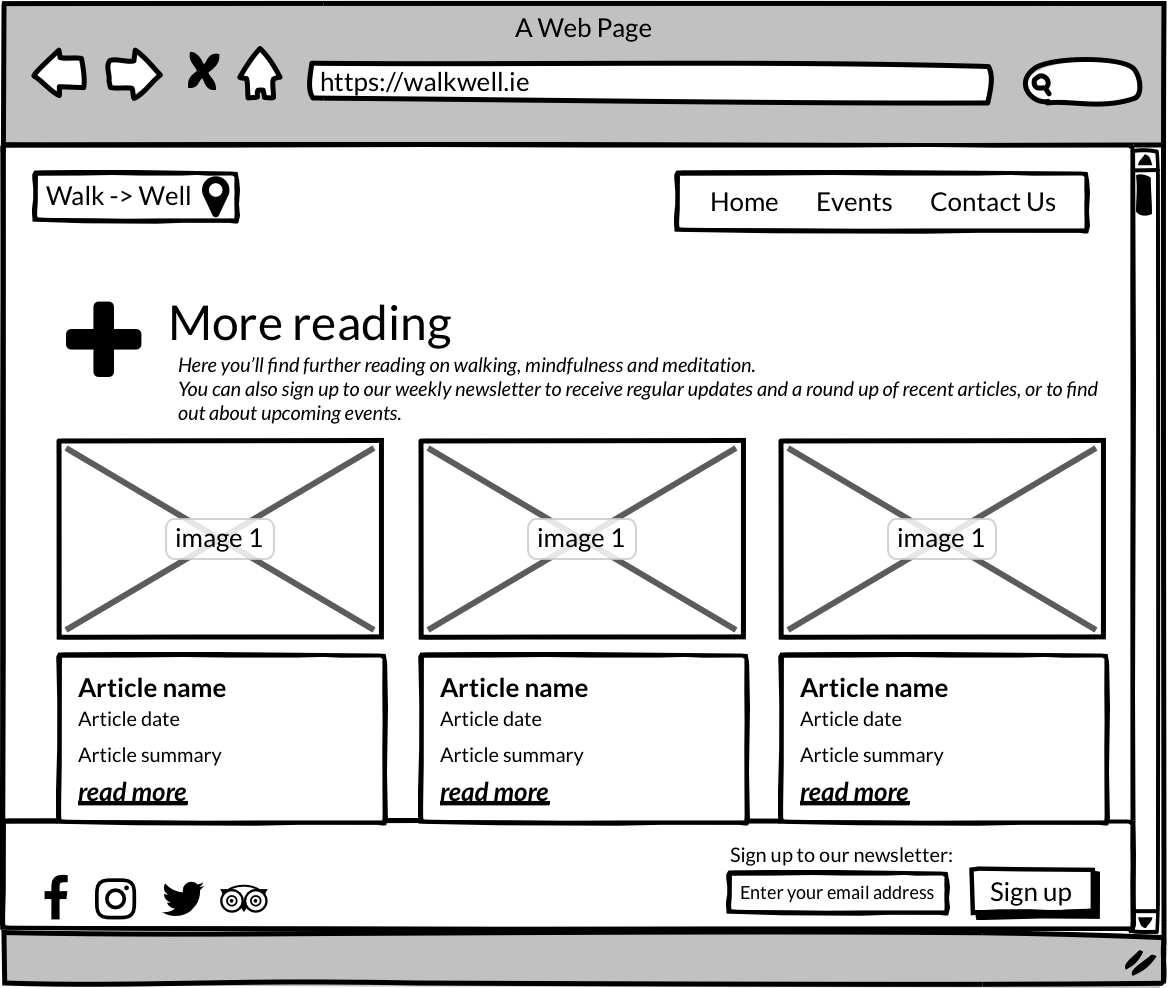 A Web Page
https://walkwell.ie
Walk -> Well
Home Events Contact Us
More reading
Here you'll find further reading on walking, mindfulness and meditation.
You can also sign up to our weekly newsletter to receive regular updates and a round up of recent articles, or to find
out about upcoming events.
image 1 image 1 image 1
Article name Article name Article name
Article date Article date Article date
Article summary Article summary Article summary
read more read more read more
Sign up to our newsletter:
Enter your email address Sign up